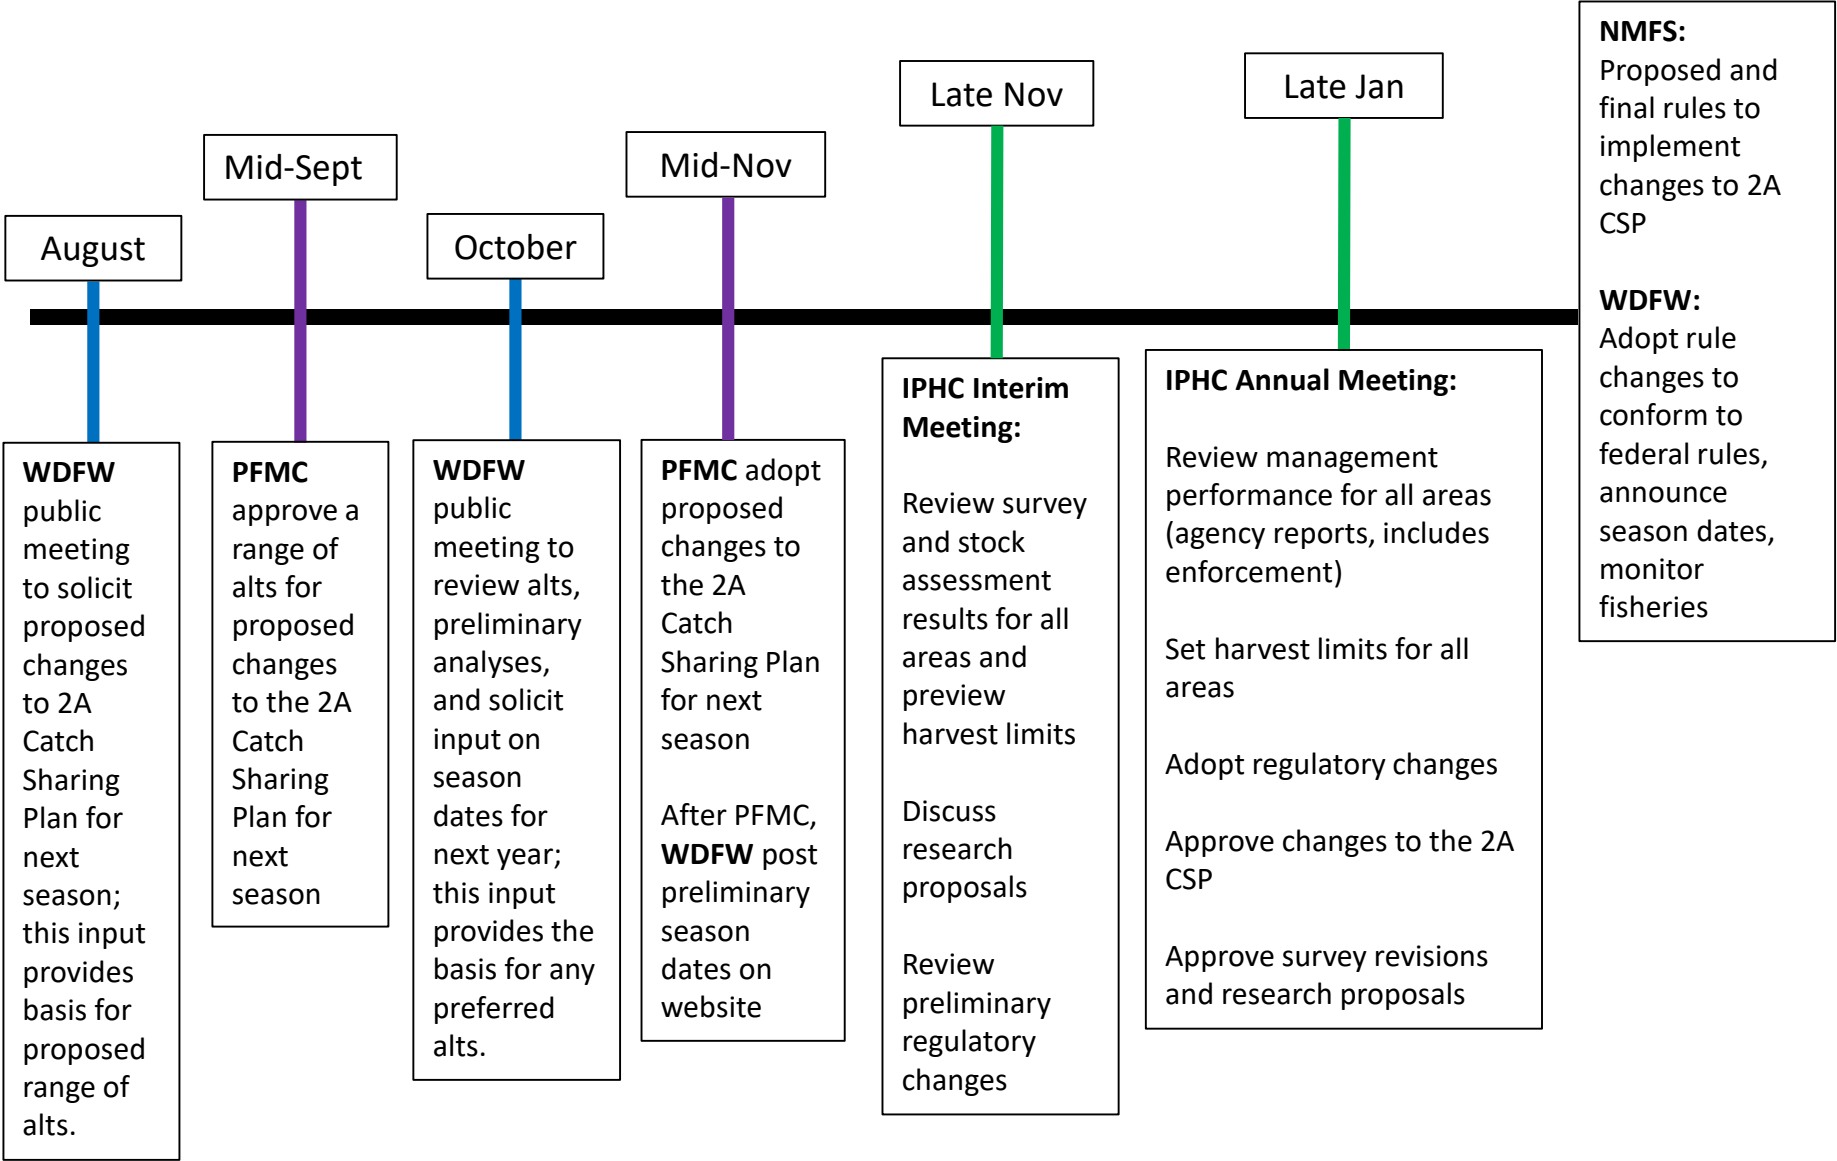 August
WDFW
public
meeting
to solicit
proposed
changes
to 2A
Catch
Sharing
Plan for
next
season;
this input
provides
basis for
proposed
range of
alts.
Mid-Sept
PFMC
approve a
range of
alts for
proposed
changes
to the 2A
Catch
Sharing
Plan for
next
season
October
WDFW
public
meeting to
review alts,
preliminary
analyses,
and solicit
input on
season
dates for
next year;
this input
provides the
basis for any
preferred
alts.
Mid-Nov
PFMC adopt
proposed
changes to
the 2A
Catch
Sharing Plan
for next
season
After PFMC,
WDFW post
preliminary
season
dates on
website
Late Nov
IPHC Interim
Meeting:
Review survey
and stock
assessment
results for all
areas and
preview
harvest limits
Discuss
research
proposals
Review
preliminary
regulatory
changes
Late Jan
IPHC Annual Meeting:
Review management
performance for all areas
(agency reports, includes
enforcement)
Set harvest limits for all
areas
Adopt regulatory changes
Approve changes to the 2A
CSP
Approve survey revisions
and research proposals
NMFS:
Proposed and
final rules to
implement
changes to 2A
CSP
WDFW:
Adopt rule
changes to
conform to
federal rules,
announce
season dates,
monitor
fisheries